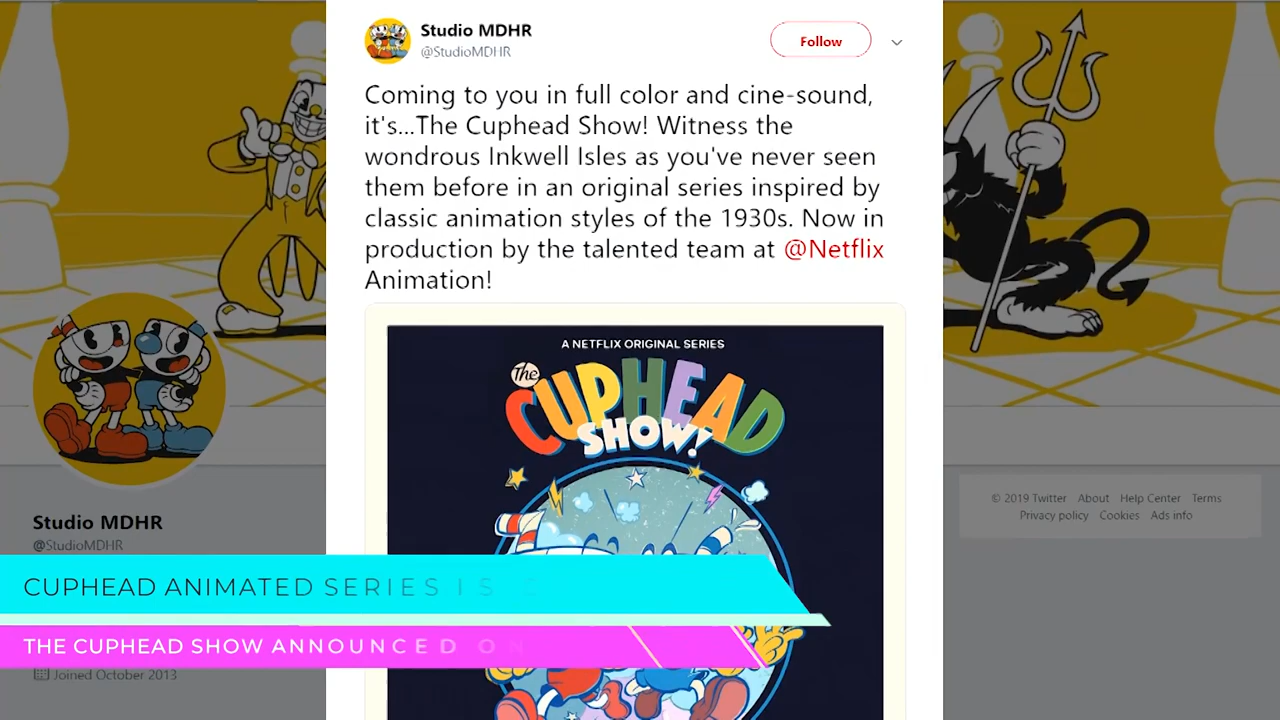 Studio MDHR
@StudioMDHR
Follow
Coming to you in full color and cine-sound,
it's...The Cuphead Show! Witness the
wondrous Inkwell Isles as you've never seen
them before in an original series inspired by
classic animation styles of the 1930s. Now in
production by the talented team at @Netflix
Animation!
A NETFLIX ORIGINAL SERIES
The
CUPHEAD
SHOW!
Studio MDHR
@StudioMDHR
CUPHEAD ANIMATED SERIES IS
THE CUPHEAD SHOW ANNOUNCED ON
Joined October 2013
© 2019 Twitter About Help Center Terms
Privacy policy Cookies Ads info